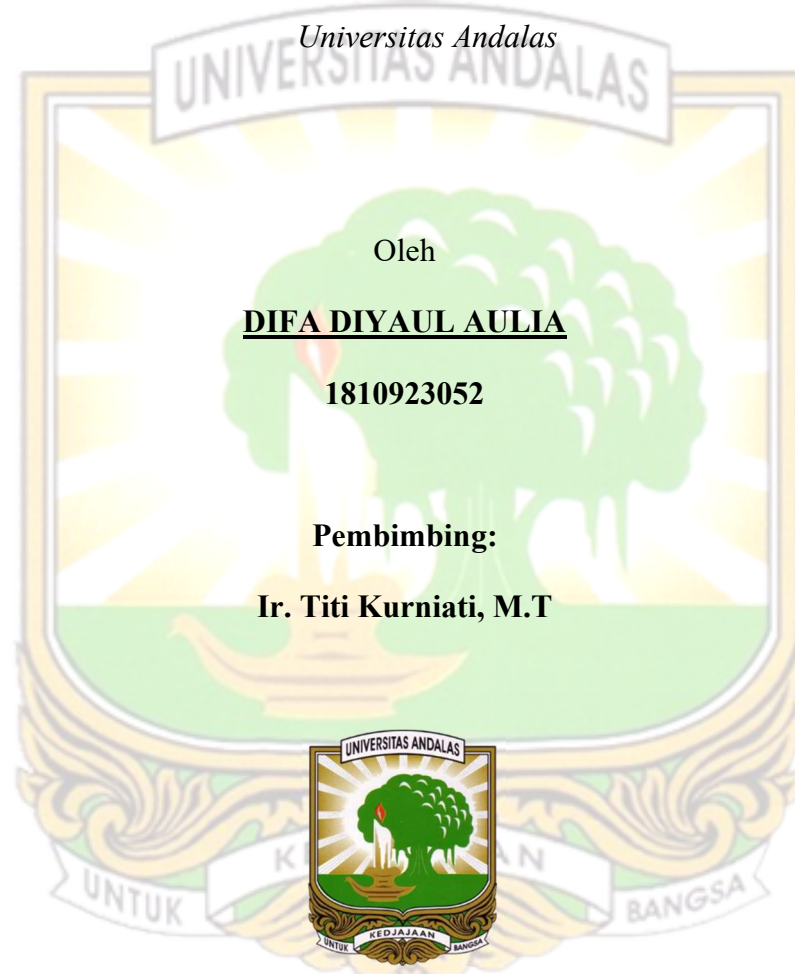 Universitas Andalas
UNIVERSITAS ANDALAS
Oleh
DIFA DIYAUL AULIA
1810923052
Pembimbing:
Ir. Titi Kurniati, M.T
UNIVERSITAS ANDALAS
UNTUK KEDJAJAAN BANGSA
UNTUK K AN BANGSA